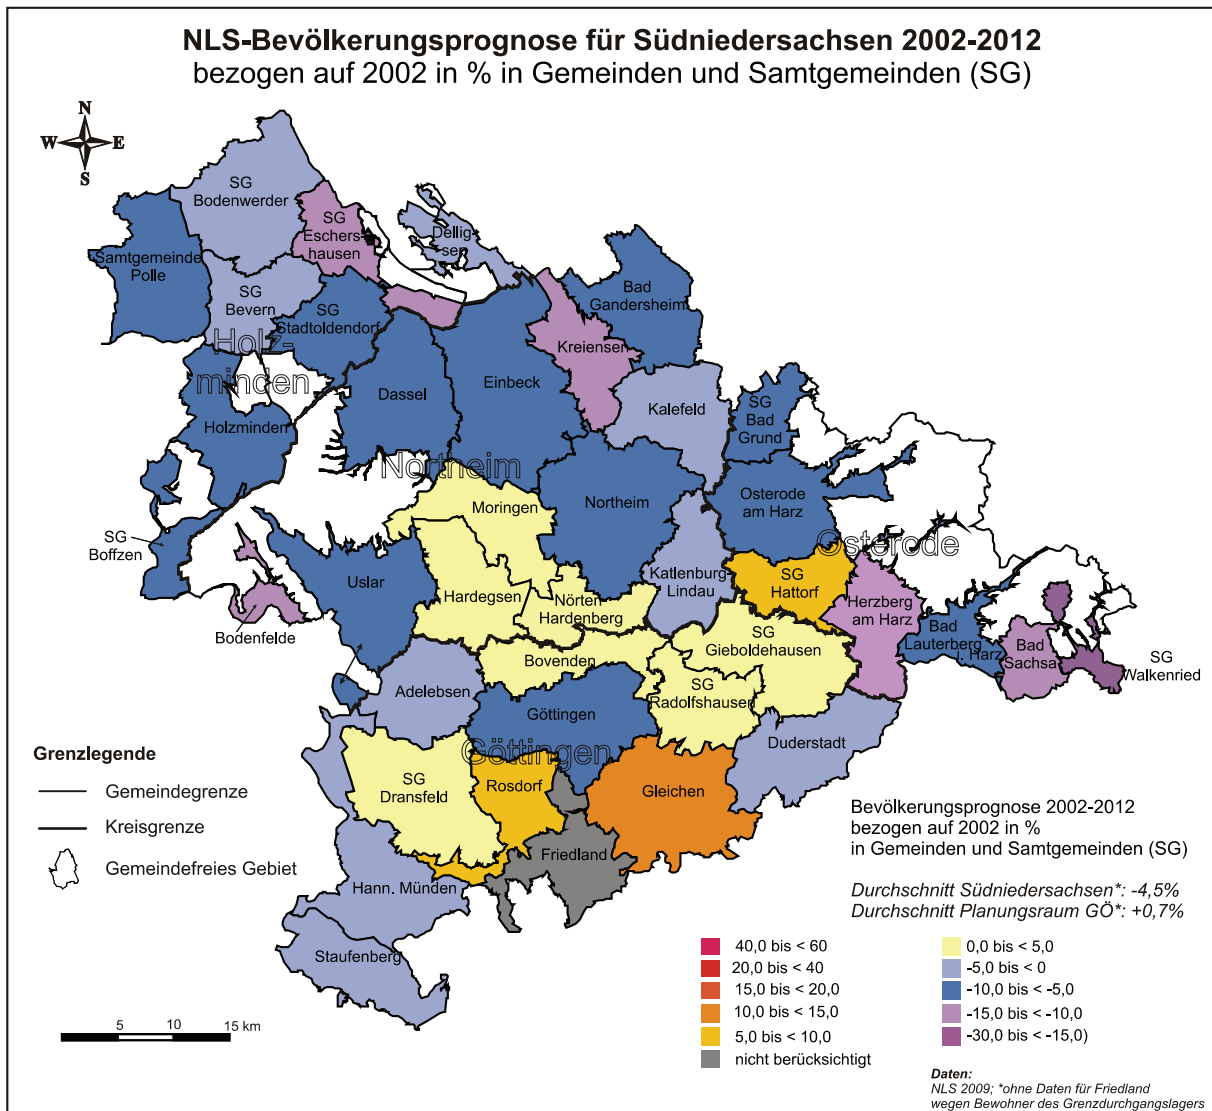 NLS-Bevölkerungsprognose für Südniedersachsen 2002-2012
bezogen auf 2002 in % in Gemeinden und Samtgemeinden (SG)
N
W
E
S
SG
Bodenwerder
SG
Eschers-
hausen
Dellig-
sen
Samtgemeinde
Polle
SG
Bevern
SG
Stadtoldendorf
Bad
Gandersheim
Kreiensen
Holz-
minden
Einbeck
Dassel
Kalefeld
SG
Bad
Grund
Holzminden
Northeim
Northeim
Moringen
Osterode
am Harz
Osterode
SG
Boffzen
Uslar
Bodenfelde
Hardegsen
Nörten
Hardenberg
Katlenburg
Lindau
SG
Hattorf
Herzberg
am Harz
Bad
Lauterberg
i. Harz
Bad
Sachsa
SG
Walkenried
SG
Gieboldehausen
Bovenden
SG
Radolfshausen
Adelebsen
Göttingen
Göttingen
Duderstadt
SG
Dransfeld
Rosdorf
Gleichen
Friedland
Hann. Münden
Staufenberg
Grenzlegende
Gemeindegrenze
Kreisgrenze
Gemeindefreies Gebiet
5 10 15 km
Bevölkerungsprognose 2002-2012
bezogen auf 2002 in %
in Gemeinden und Samtgemeinden (SG)
Durchschnitt Südniedersachsen*: -4,5%
Durchschnitt Planungsraum GÖ*: +0,7%
40,0 bis < 60
20,0 bis < 40
15,0 bis < 20,0
10,0 bis < 15,0
5,0 bis < 10,0
nicht berücksichtigt
0,0 bis < 5,0
-5,0 bis < 0
-10,0 bis < -5,0
-15,0 bis < -10,0
-30,0 bis < -15,0)
Daten:
NLS 2009; *ohne Daten für Friedland
wegen Bewohner des Grenzdurchgangslagers